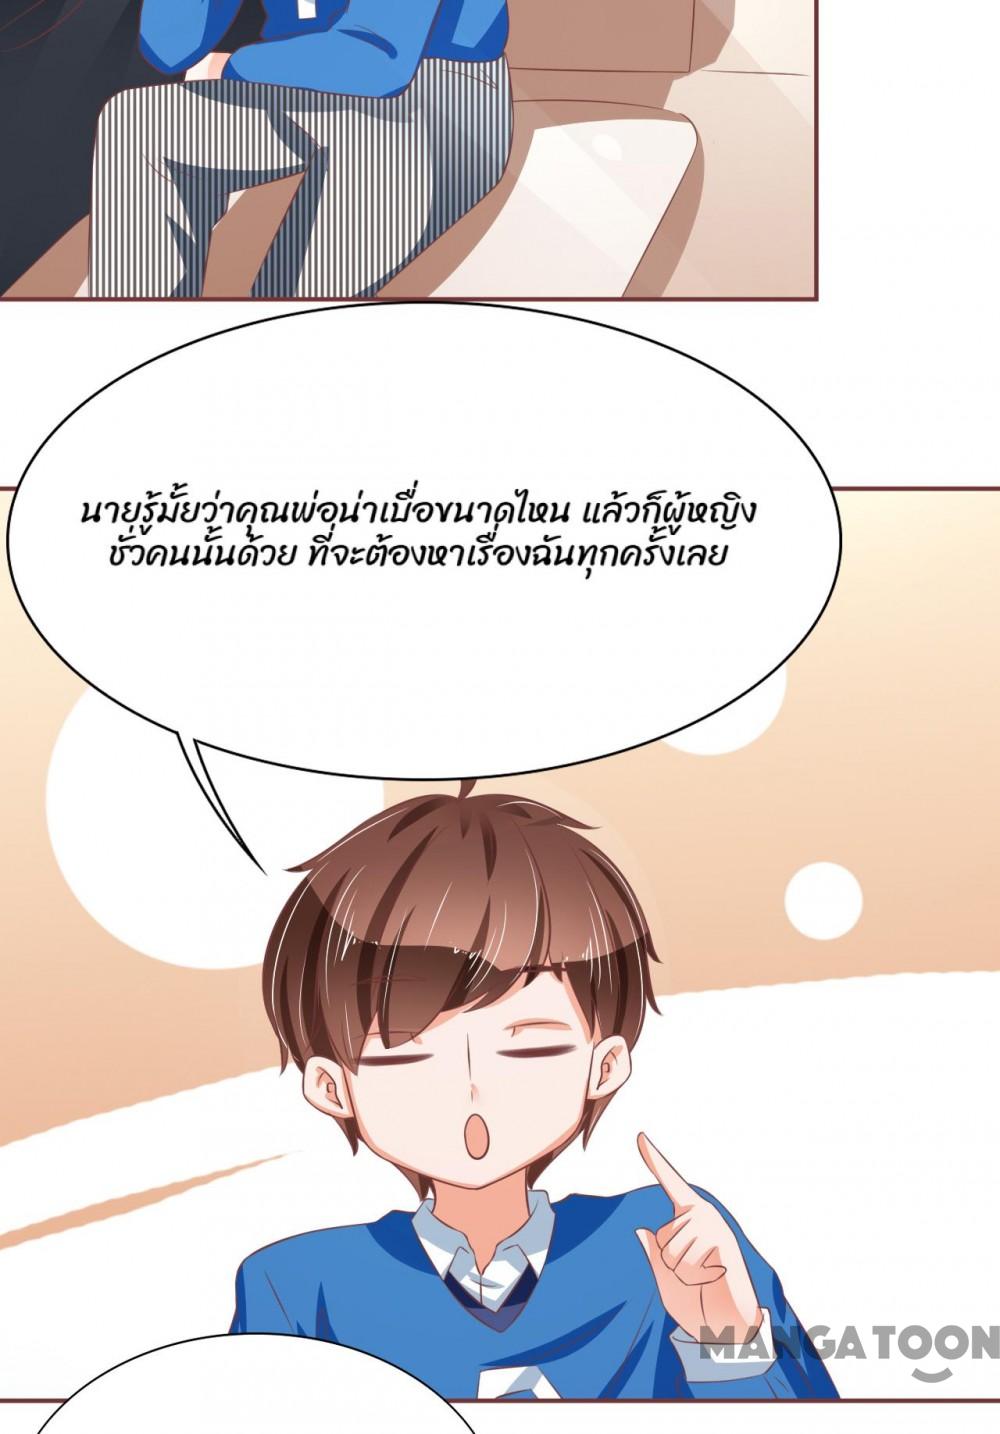 นายรู้มั้ยว่าคุณพ่อน่าเบื่อขนาดไหน แล้วก็ผู้หญิง
ชั่วคนนั้นด้วย ที่จะต้องหาเรื่องฉันทุกครั้งเลย
MANGATOON